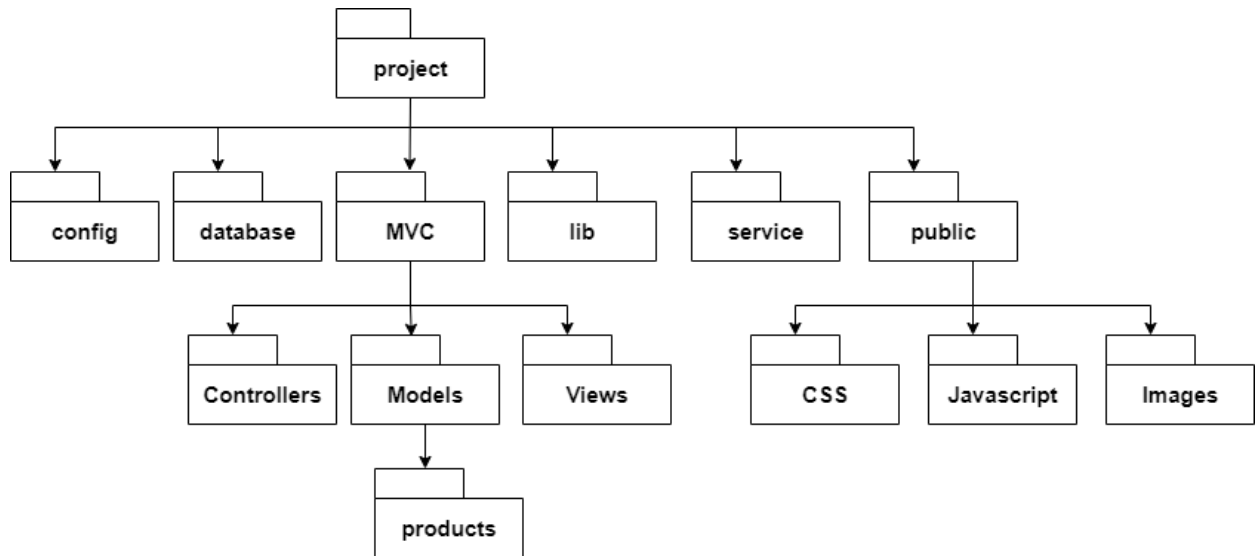 project
config
database
MVC
lib
service
public
Controllers
Models
Views
CSS
Javascript
Images
products